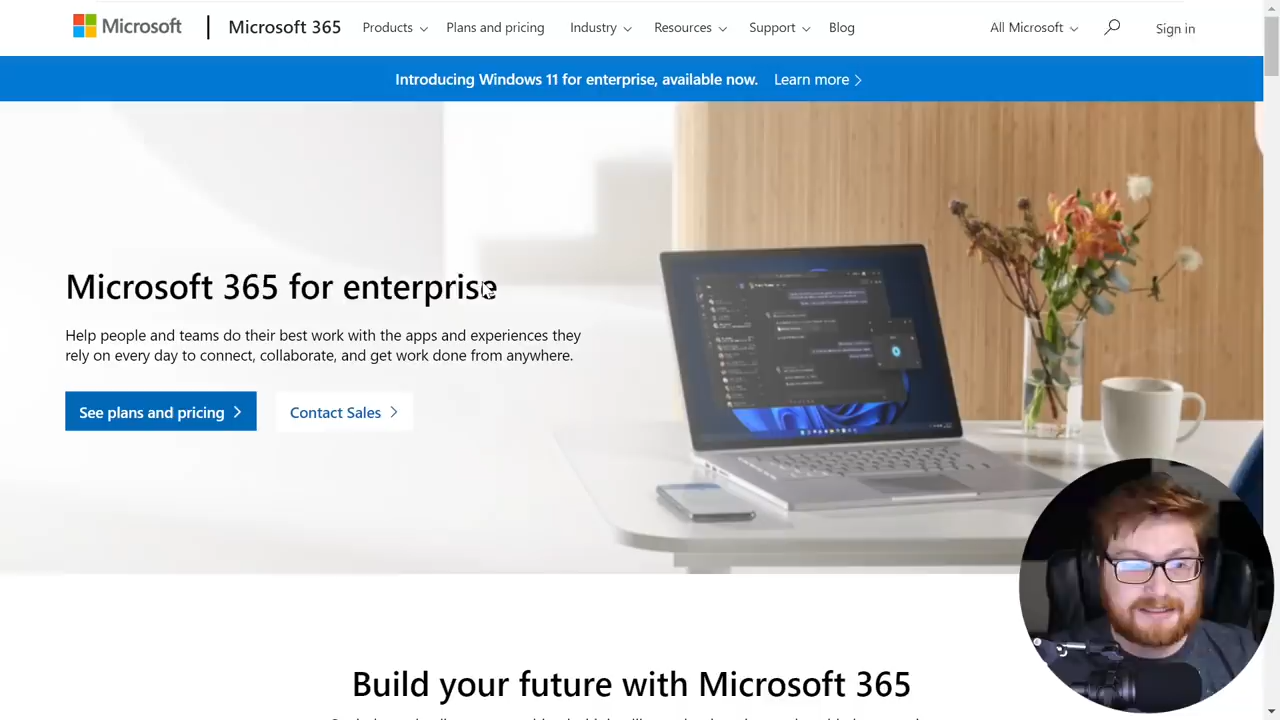 Microsoft
Microsoft 365
Products
Plans and pricing
Industry
Resources
Support
Blog
All Microsoft
Sign in
Introducing Windows 11 for enterprise, available now. Learn more
Microsoft 365 for enterprise
Help people and teams do their best work with the apps and experiences they
rely on every day to connect, collaborate, and get work done from anywhere.
See plans and pricing
Contact Sales
Build your future with Microsoft 365